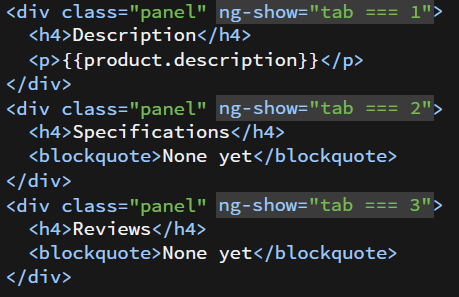 <div class="panel" ng-show="tab === 1">
  <h4>Description</h4>
  <p>{{product.description}}</p>
</div>
<div class="panel" ng-show="tab === 2">
  <h4>Specifications</h4>
  <blockquote>None yet</blockquote>
</div>
<div class="panel" ng-show="tab === 3">
  <h4>Reviews</h4>
  <blockquote>None yet</blockquote>
</div>